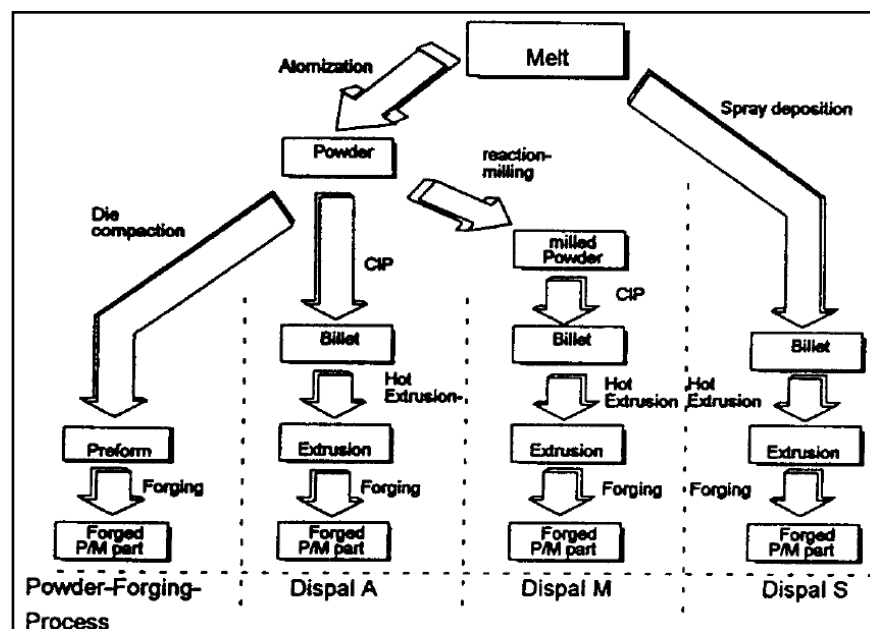 Melt
Atomization
Spray deposition
Powder
reaction-
milling
Die
compaction
CIP
milled
Powder
CIP
Billet
Billet
Billet
Hot
Extrusion-
Hot
Extrusion
Hot
Extrusion
Preform
Extrusion
Extrusion
Extrusion
Forging
Forging
Forging
Forging
Forged
P/M part
Forged
P/M part
Forged
P/M part
Forged
P/M part
Powder-Forging-
Process
Dispal A
Dispal M
Dispal S